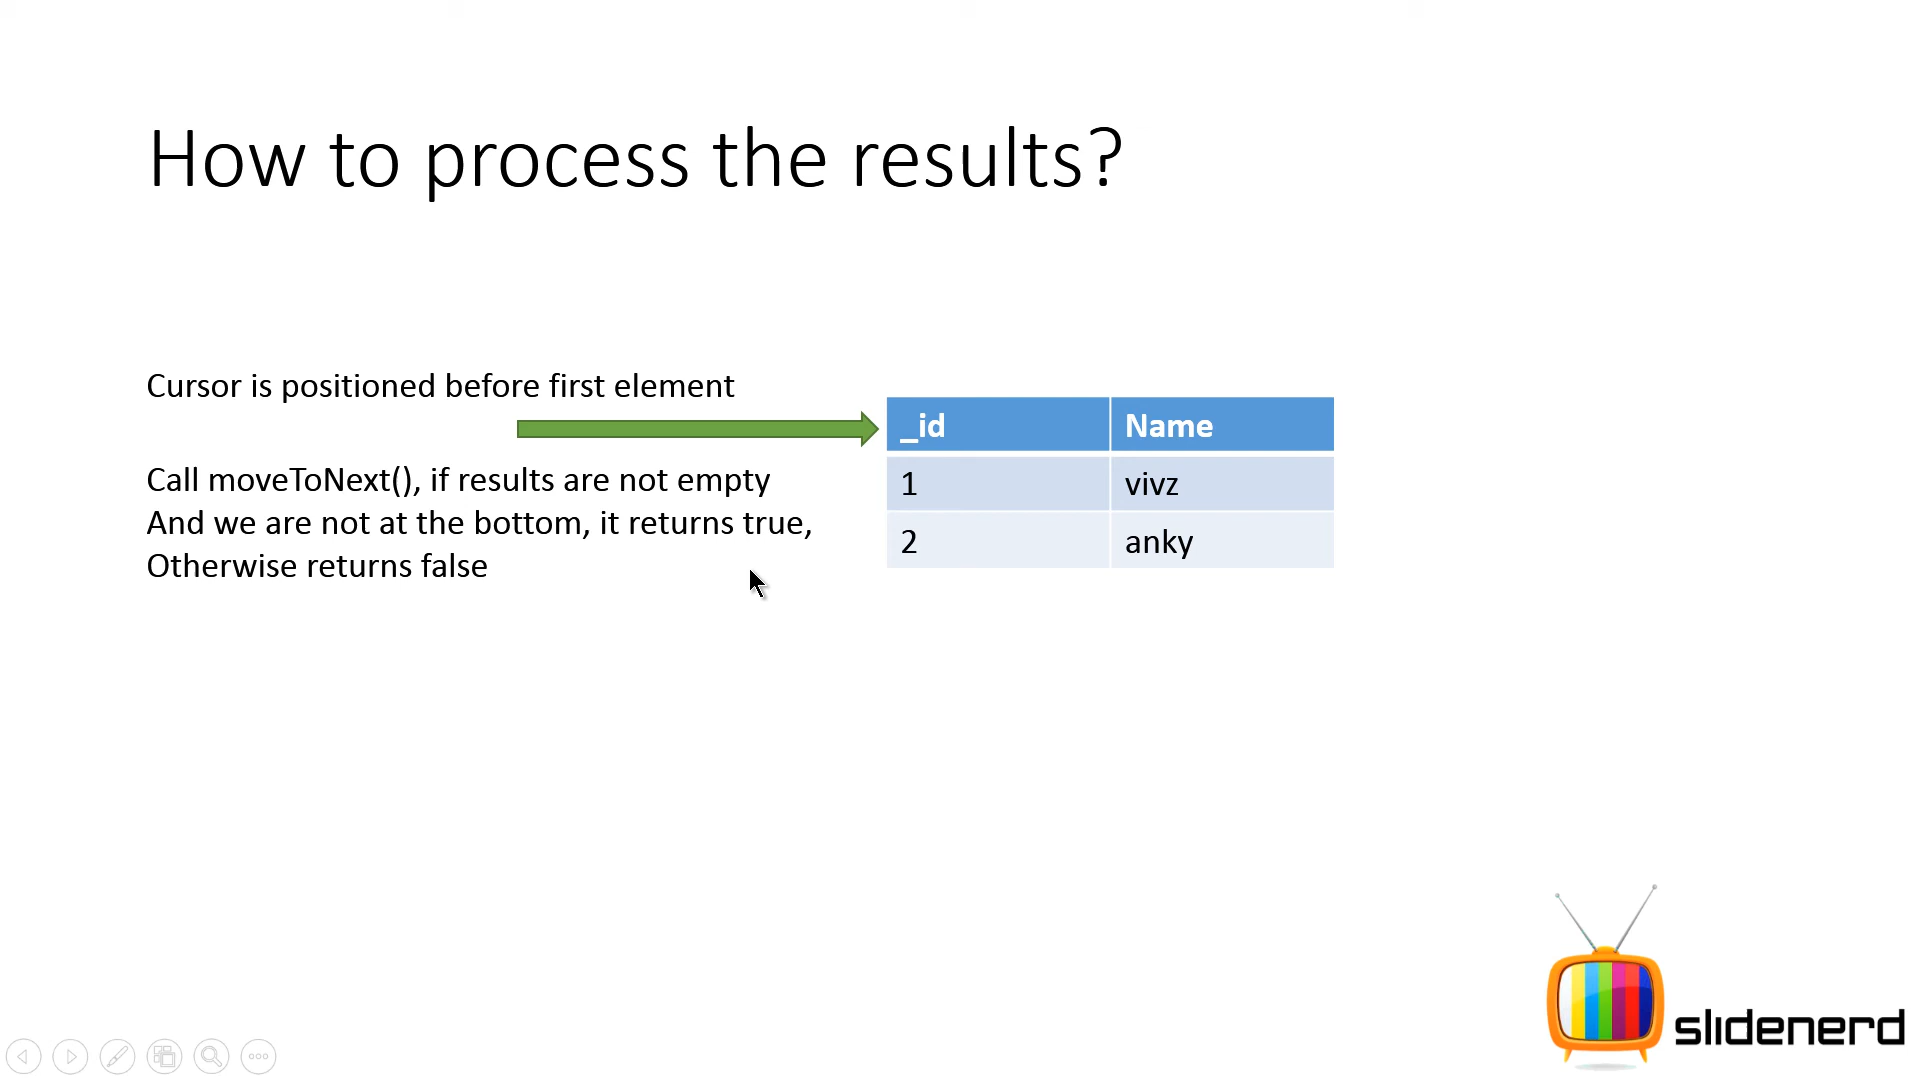 How to process the results?
Cursor is positioned before first element
Call moveToNext(), if results are not empty
And we are not at the bottom, it returns true,
Otherwise returns false
_id Name
1 vivz
2 anky
slidenerd